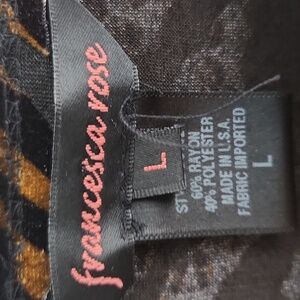 francesca rose
L
60% RAYON
40% POLYESTER
MADE IN U.S.A.
FABRIC IMPORTED
L